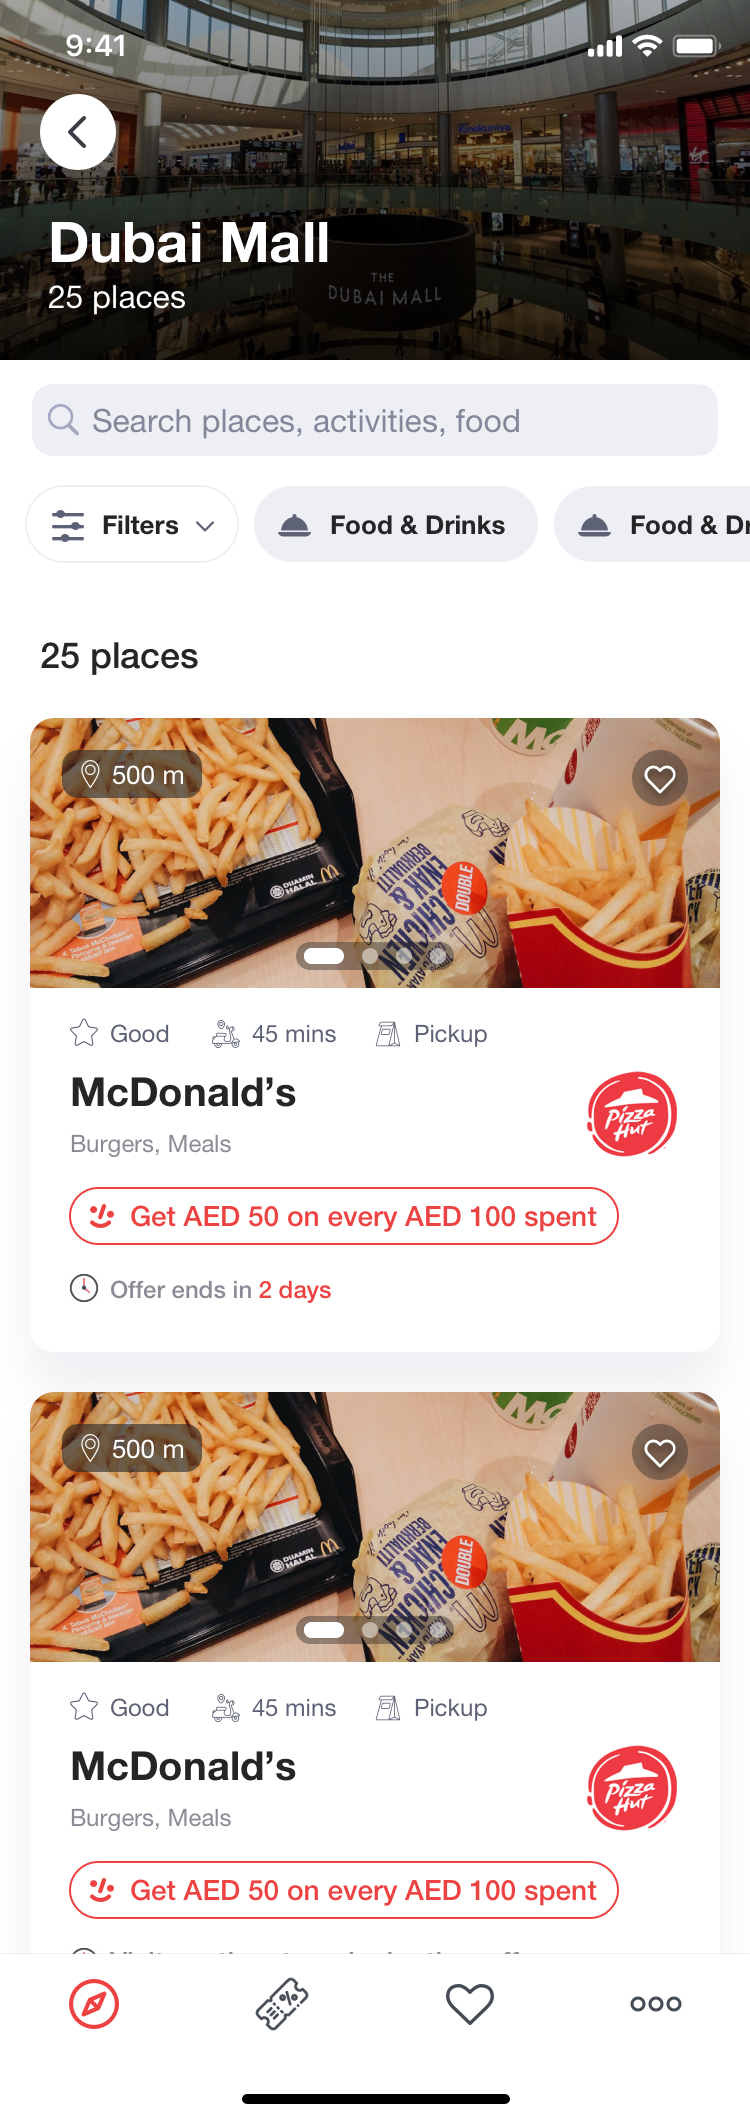 9:41
Kinokuniya
Dubai Mall
THE
DUBAI MALL
25 places
Search places, activities, food
Filters
Food & Drinks
Food & Dr
25 places
500 m
DOUBLE
Good
45 mins
Pickup
McDonald’s
Pizza
Hut
Burgers, Meals
Get AED 50 on every AED 100 spent
Offer ends in 2 days
500 m
DOUBLE
Good
45 mins
Pickup
McDonald’s
Pizza
Hut
Burgers, Meals
Get AED 50 on every AED 100 spent